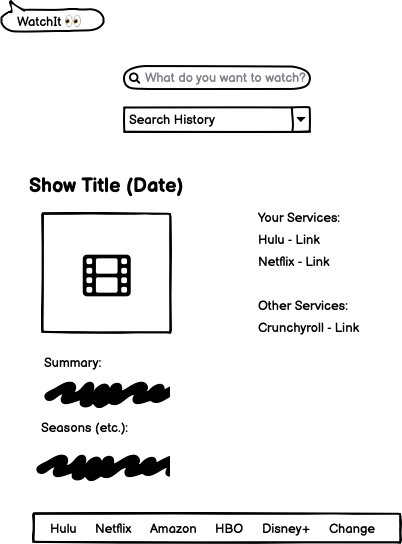 WatchIt 👀
What do you want to watch?
Search History
Show Title (Date)
Your Services:
Hulu - Link
Netflix - Link
Other Services:
Crunchyroll - Link
Summary:
Seasons (etc.):
Hulu Netflix Amazon HBO Disney+ Change